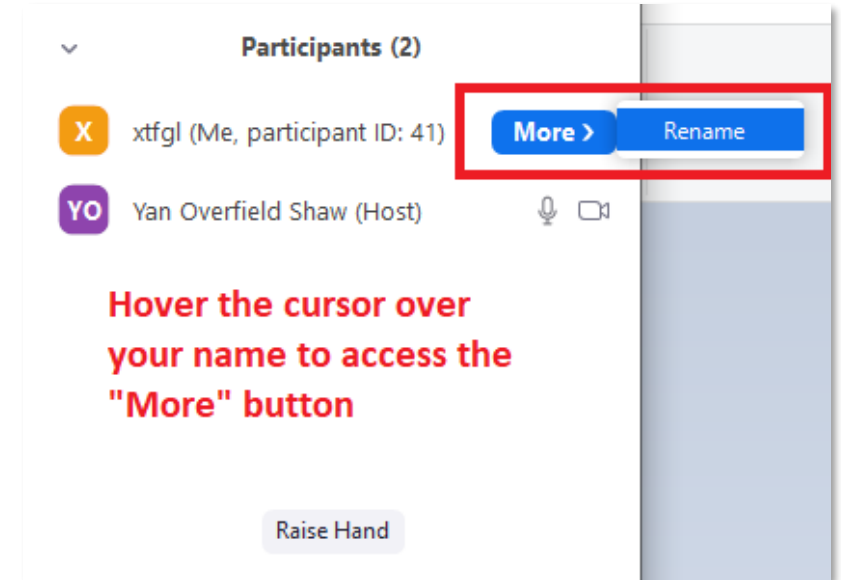 Participants (2)
X xtfgl (Me, participant ID: 41) More > Rename
YO Yan Overfield Shaw (Host)
Hover the cursor over
your name to access the
"More" button
Raise Hand